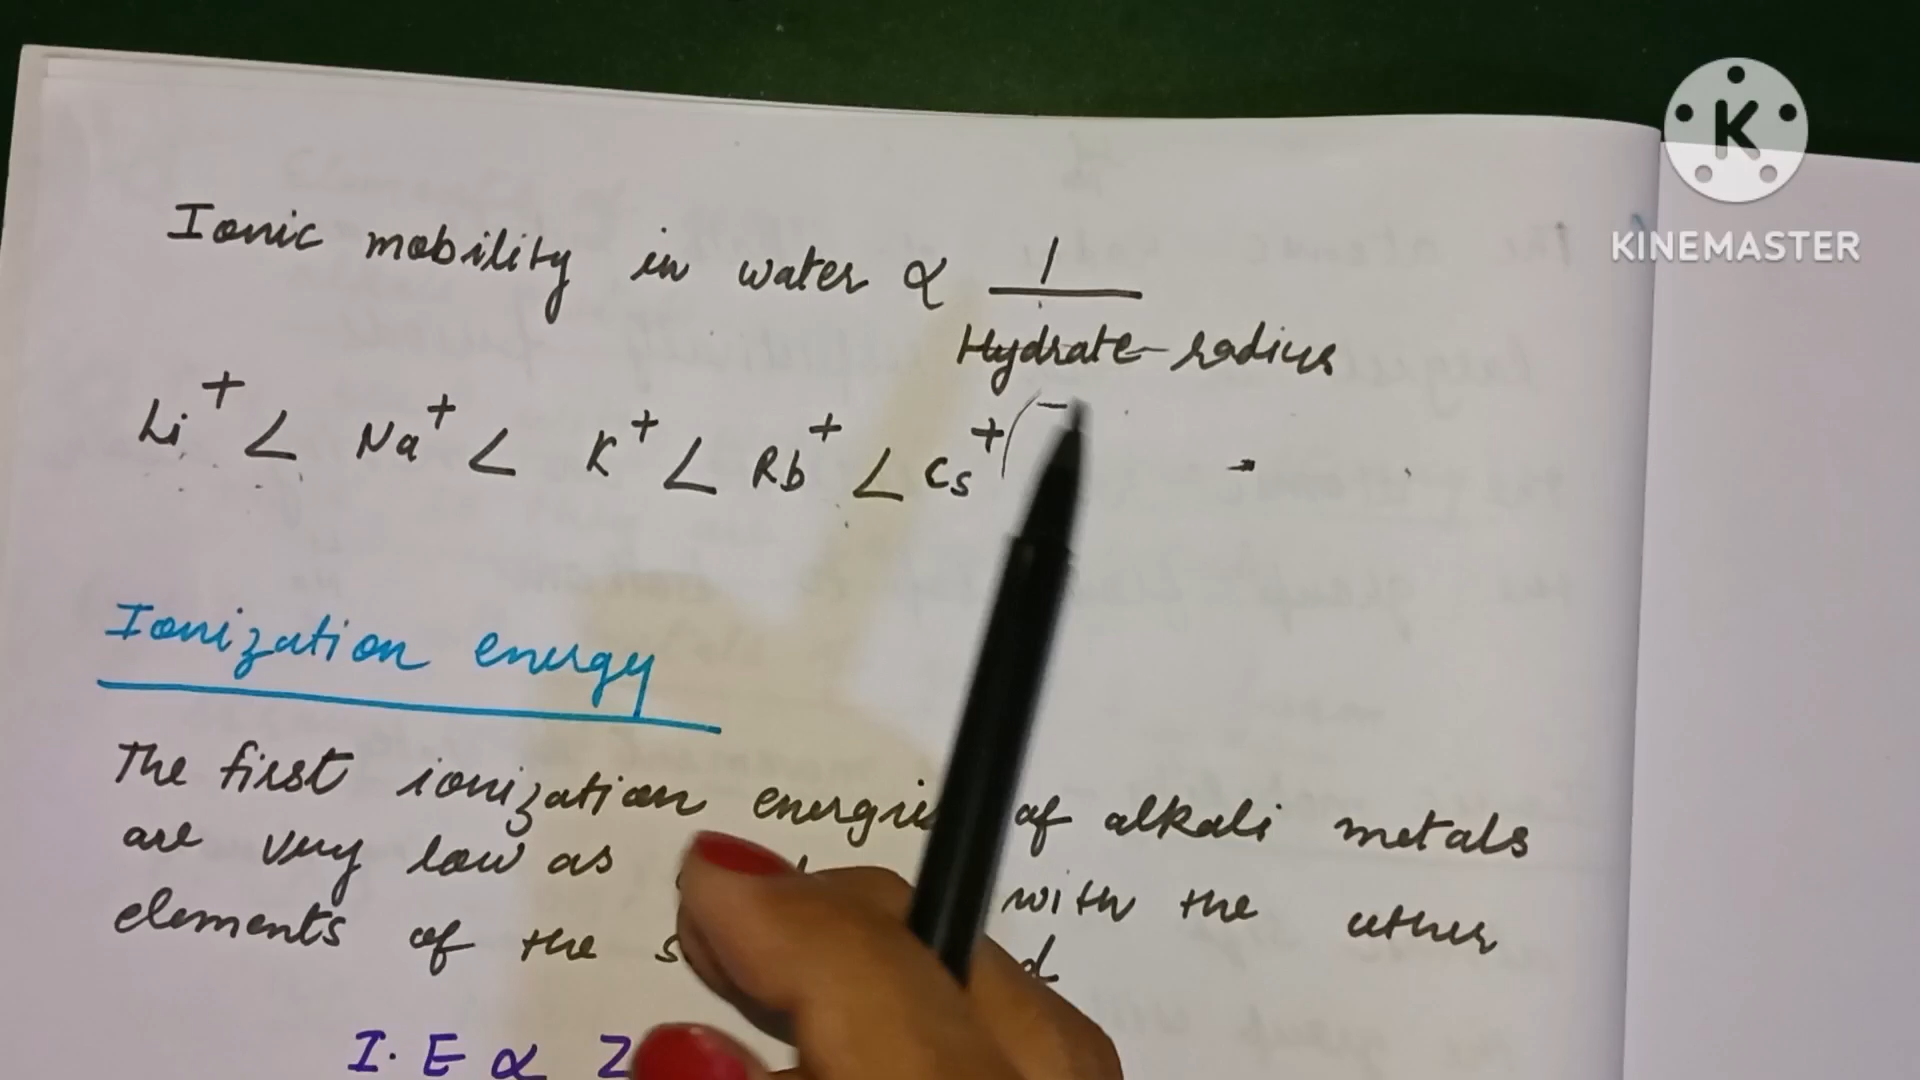 Ionic mobility in water ∝ 1
Hydrate-radius
Li⁺ < Na⁺ < K⁺ < Rb⁺ < Cs⁺
Ionization energy
The first ionization of alkali metals
are very low as with the other
elements of the
I.E ∝ Z
K
KINEMASTER